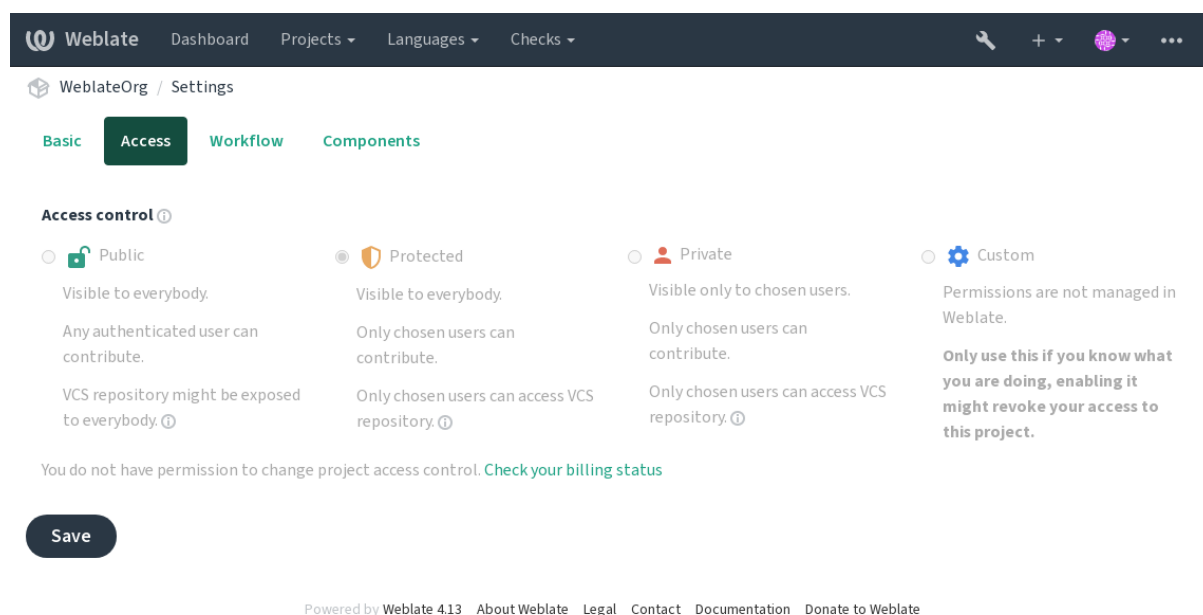 Weblate Dashboard Projects Languages Checks
WeblateOrg / Settings
Basic Access Workflow Components
Access control
Public
Visible to everybody.
Any authenticated user can
contribute.
VCS repository might be exposed
to everybody.
Protected
Visible to everybody.
Only chosen users can
contribute.
Only chosen users can access VCS
repository.
Private
Visible only to chosen users.
Only chosen users can
contribute.
Only chosen users can access VCS
repository.
Custom
Permissions are not managed in
Weblate.
Only use this if you know what
you are doing, enabling it
might revoke your access to
this project.
You do not have permission to change project access control. Check your billing status
Save
Powered by Weblate 4.13 About Weblate Legal Contact Documentation Donate to Weblate